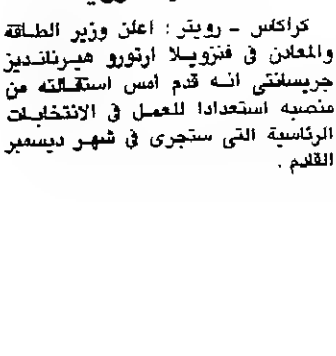 كراكاس - رويتر : اعلن وزير الطاقة
والمعادن فى فنزويلا ارتورو هيرنانديز
جريسانتى انه قدم أمس استقالته من
منصبه استعدادا للعمل فى الانتخابات
الرئاسية التى ستجرى فى شهر ديسمبر
القادم .